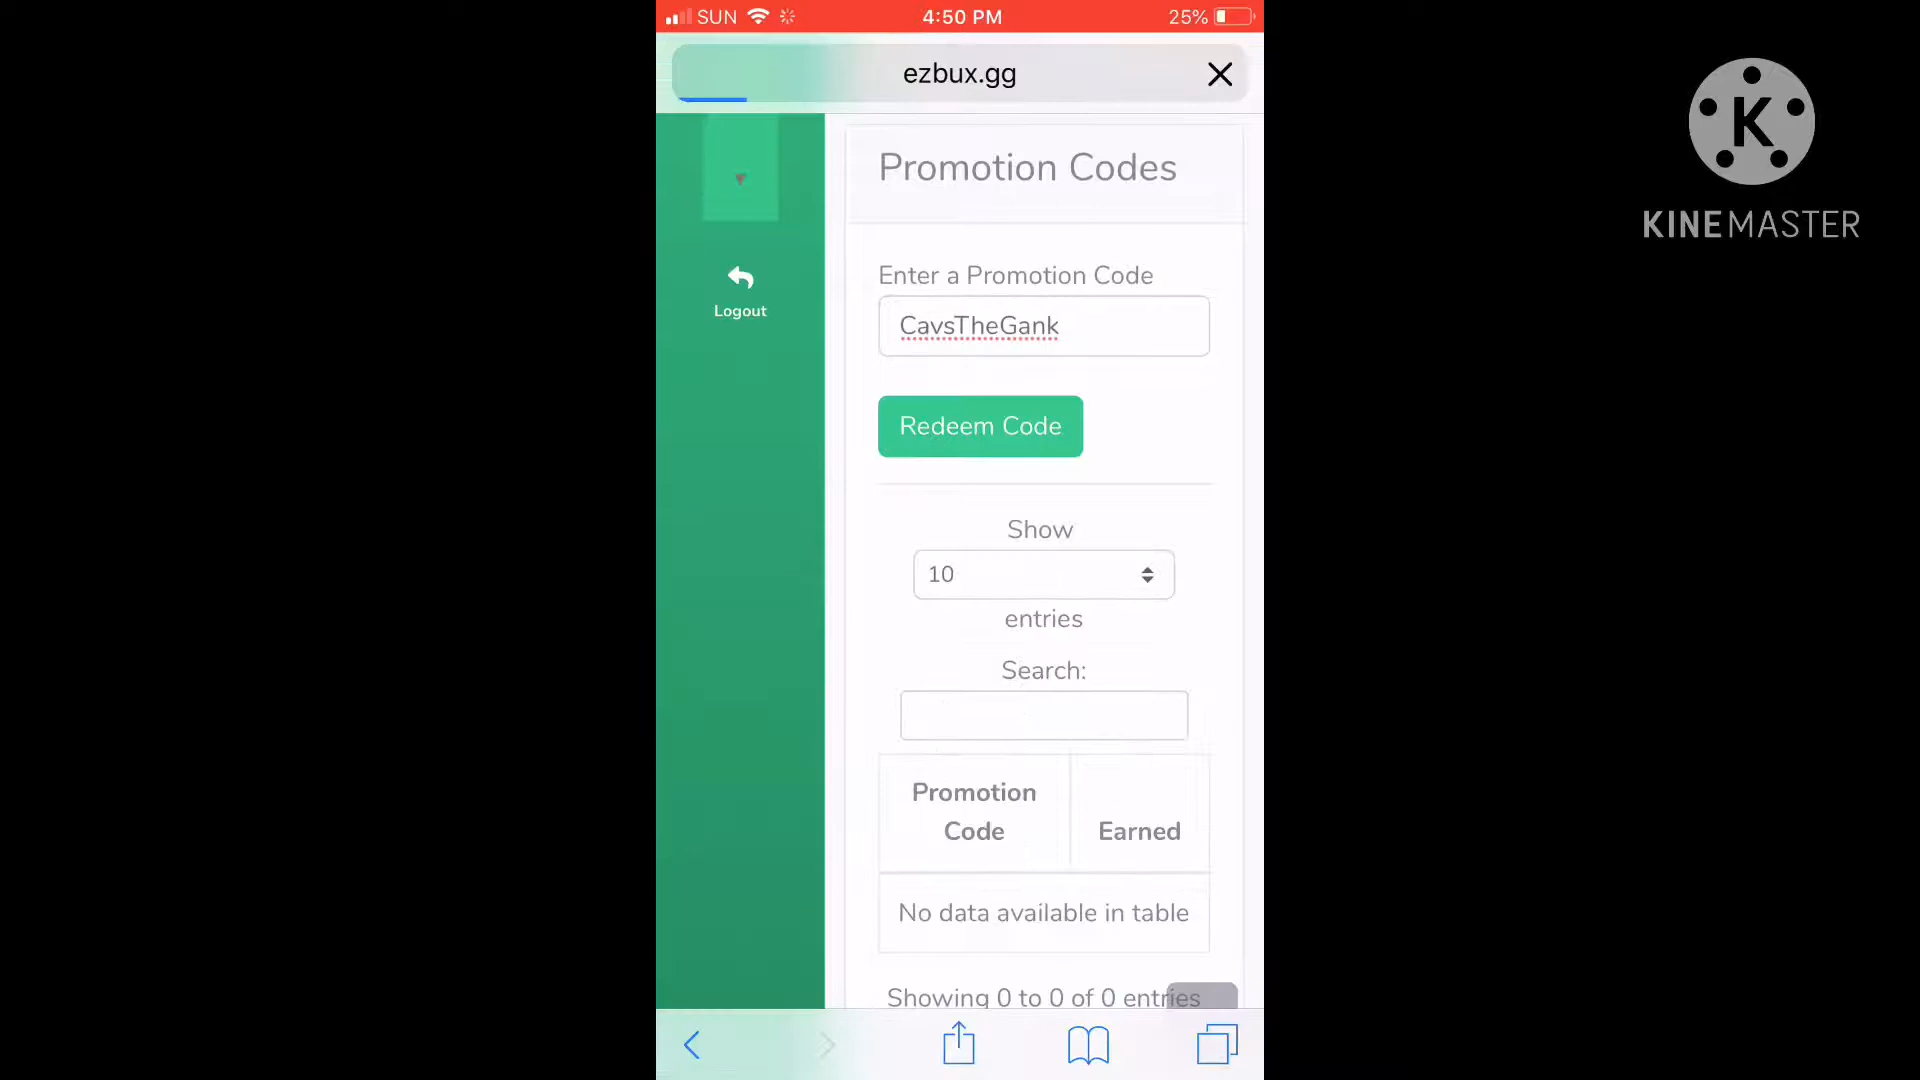 SUN 4:50 PM 25%
ezbux.gg
Promotion Codes
Logout
Enter a Promotion Code
CavsTheGank
Redeem Code
Show
10
entries
Search:
Promotion
Code
Earned
No data available in table
Showing 0 to 0 of 0 entries
K
KINEMASTER